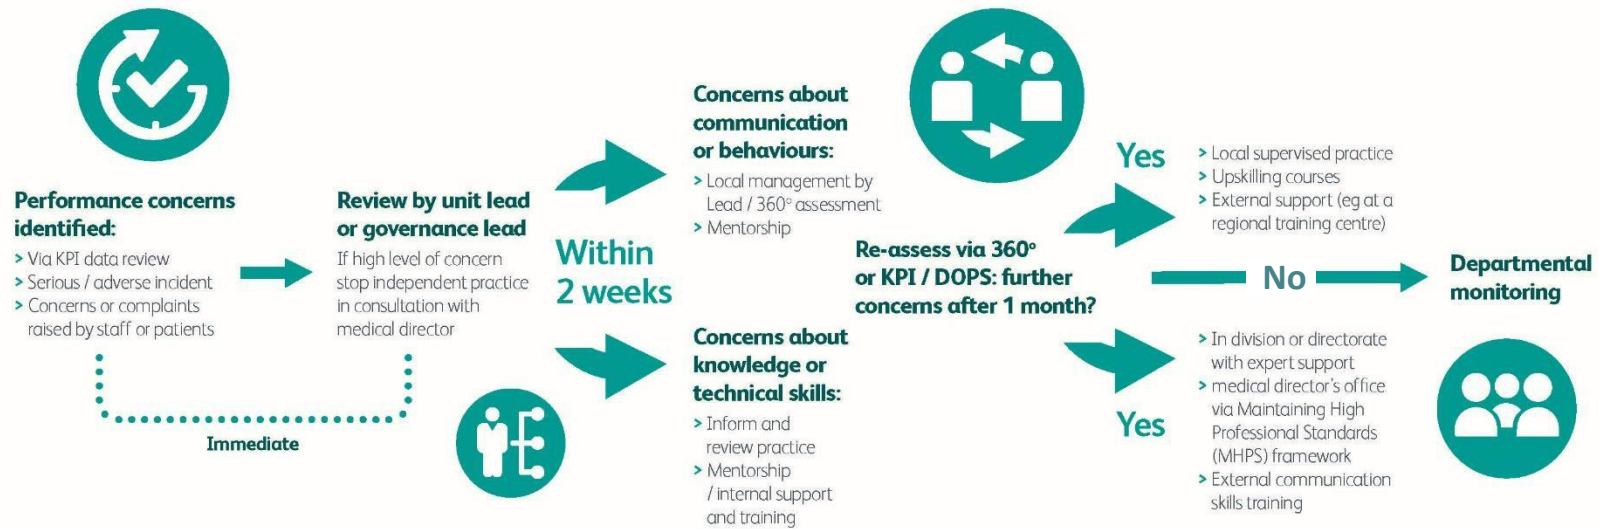 Performance concerns
identified:
> Via KPI data review
> Serious / adverse incident
> Concerns or complaints
raised by staff or patients
Immediate
Review by unit lead
or governance lead
If high level of concern
stop independent practice
in consultation with
medical director
Within
2 weeks
Concerns about
communication
or behaviours:
> Local management by
Lead / 360° assessment
> Mentorship
Concerns about
knowledge or
technical skills:
> Inform and
review practice
> Mentorship
/ internal support
and training
Re-assess via 360°
or KPI / DOPS: further
concerns after 1 month?
Yes
> Local supervised practice
> Upskilling courses
> External support (eg at a
regional training centre)
No
Departmental
monitoring
Yes
> In division or directorate
with expert support
> medical director's office
via Maintaining High
Professional Standards
(MHPS) framework
> External communication
skills training